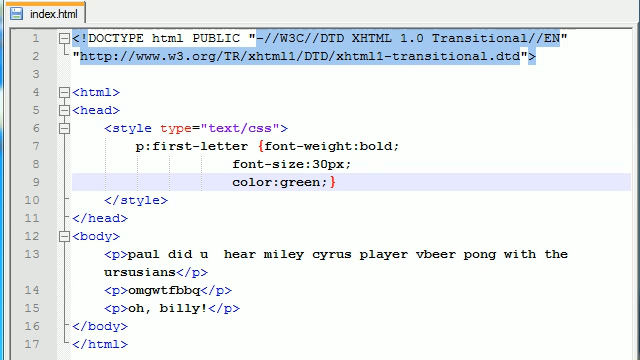 index.html
1 <!DOCTYPE html PUBLIC "-//W3C//DTD XHTML 1.0 Transitional//EN"
2 "http://www.w3.org/TR/xhtml1/DTD/xhtml1-transitional.dtd">
3
4 <html>
5 <head>
6 <style type="text/css">
7 p:first-letter {font-weight:bold;
8 font-size:30px;
9 color:green;}
10 </style>
11 </head>
12 <body>
13 <p>paul did u  hear miley cyrus player vbeer pong with the
ursusians</p>
14 <p>omgwtfbbq</p>
15 <p>oh, billy!</p>
16 </body>
17 </html>